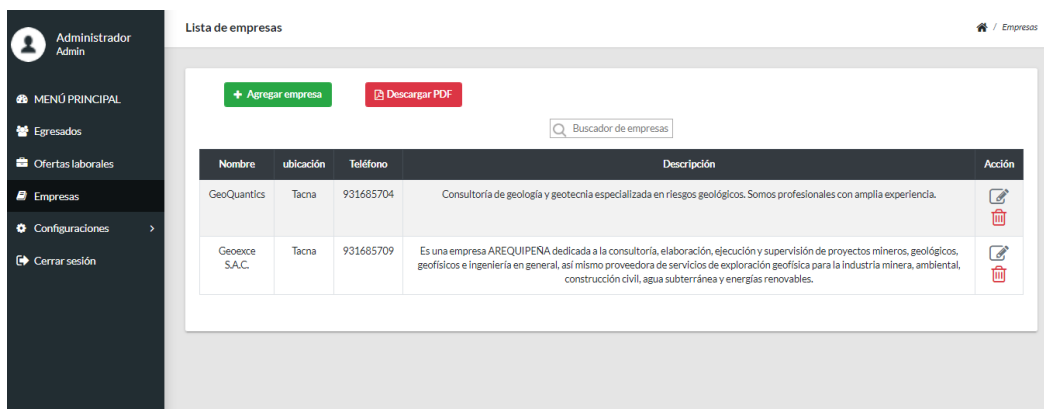 Administrador
Admin
MENÚ PRINCIPAL
Egresados
Ofertas laborales
Empresas
Configuraciones >
Cerrar sesión
Lista de empresas
/ Empresas
+ Agregar empresa
Descargar PDF
Buscador de empresas
Nombre ubicación Teléfono Descripción Acción
GeoQuantics Tacna 931685704 Consultoría de geología y geotecnia especializada en riesgos geológicos. Somos profesionales con amplia experiencia.
Geoexce Tacna 931685709 Es una empresa AREQUIPEÑA dedicada a la consultoría, elaboración, ejecución y supervisión de proyectos mineros, geológicos,
S.A.C. geofísicos e ingeniería en general, así mismo proveedora de servicios de exploración geofísica para la industria minera, ambiental,
construcción civil, agua subterránea y energías renovables.